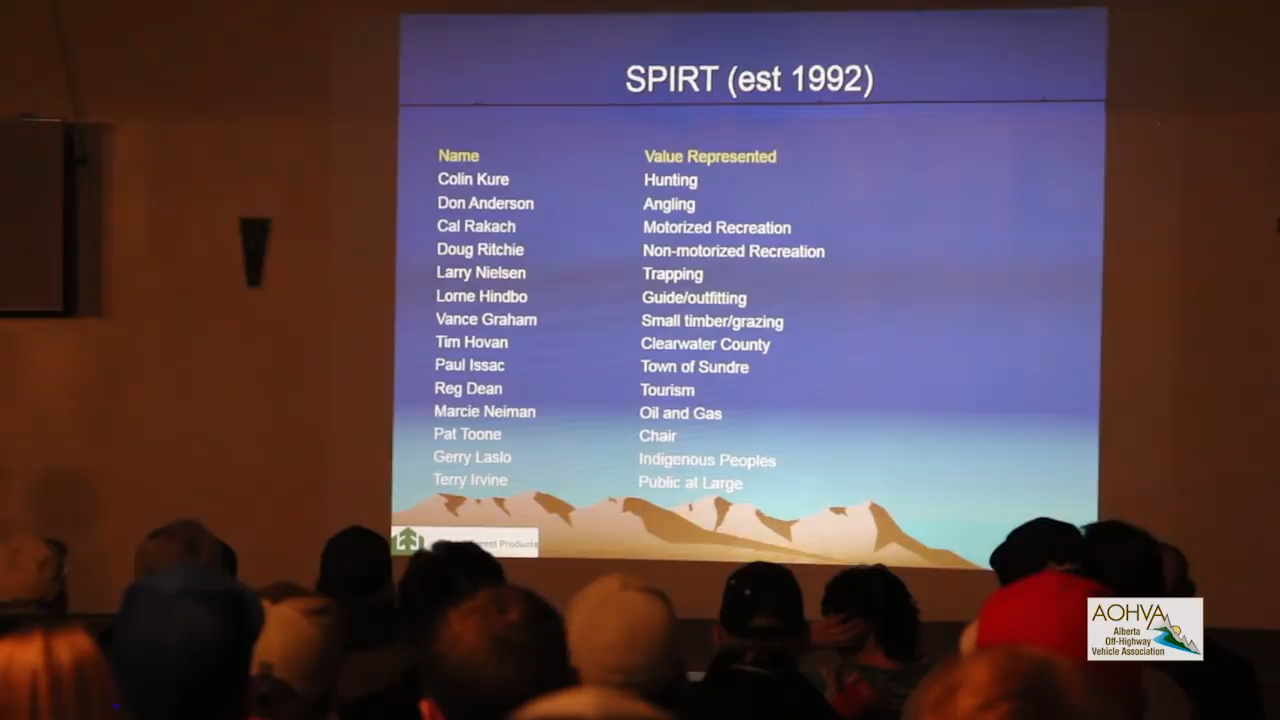 SPIRT (est 1992)
Name Value Represented
Colin Kure Hunting
Don Anderson Angling
Cal Rakach Motorized Recreation
Doug Ritchie Non-motorized Recreation
Larry Nielsen Trapping
Lorne Hindbo Guide/outfitting
Vance Graham Small timber/grazing
Tim Hovan Clearwater County
Paul Issac Town of Sundre
Reg Dean Tourism
Marcie Neiman Oil and Gas
Pat Toone Chair
Gerry Laslo Indigenous Peoples
Terry Irvine Public at Large
Products
AOHVA
Alberta
Off-Highway
Vehicle Association